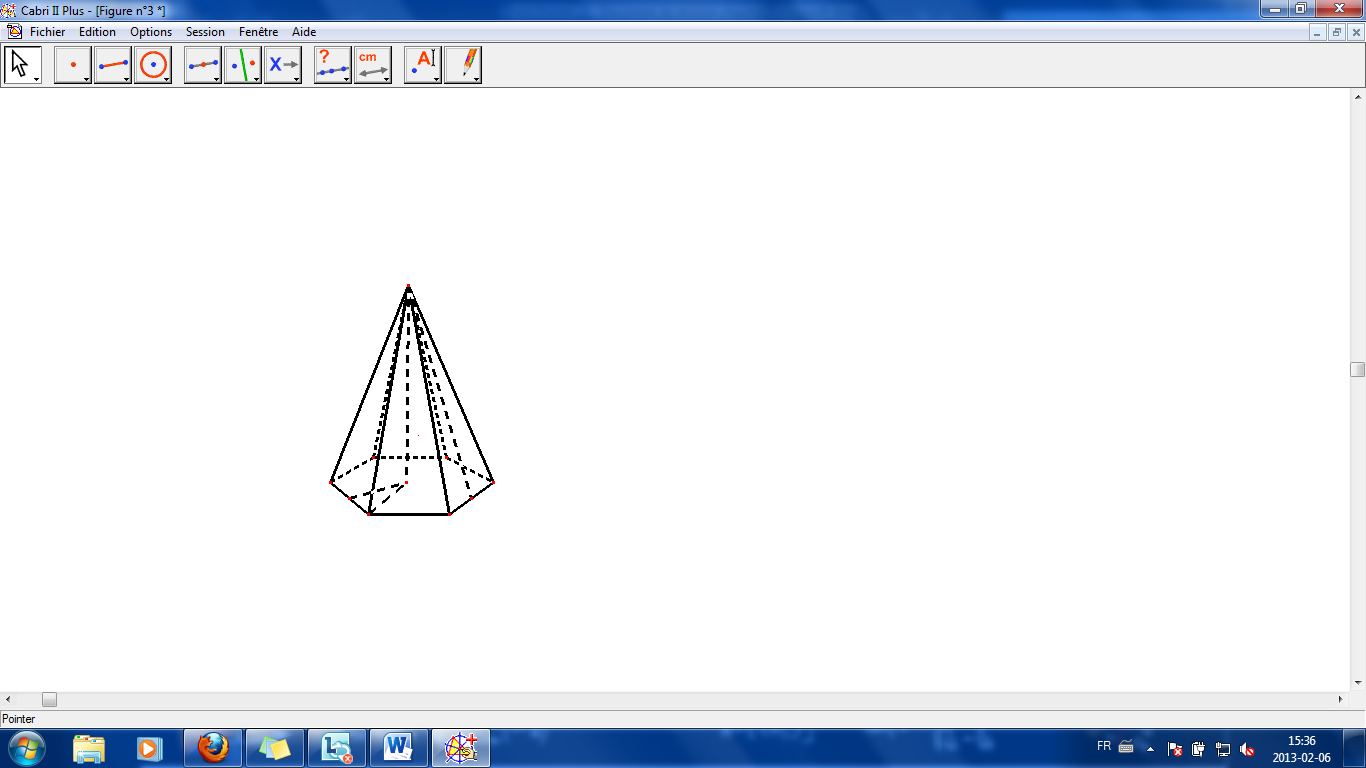 Cabri II Plus - [Figure n°3 *]
Fichier Edition Options Session Fenêtre Aide
X ? cm A
Pointer
W
FR 15:36
2013-02-06